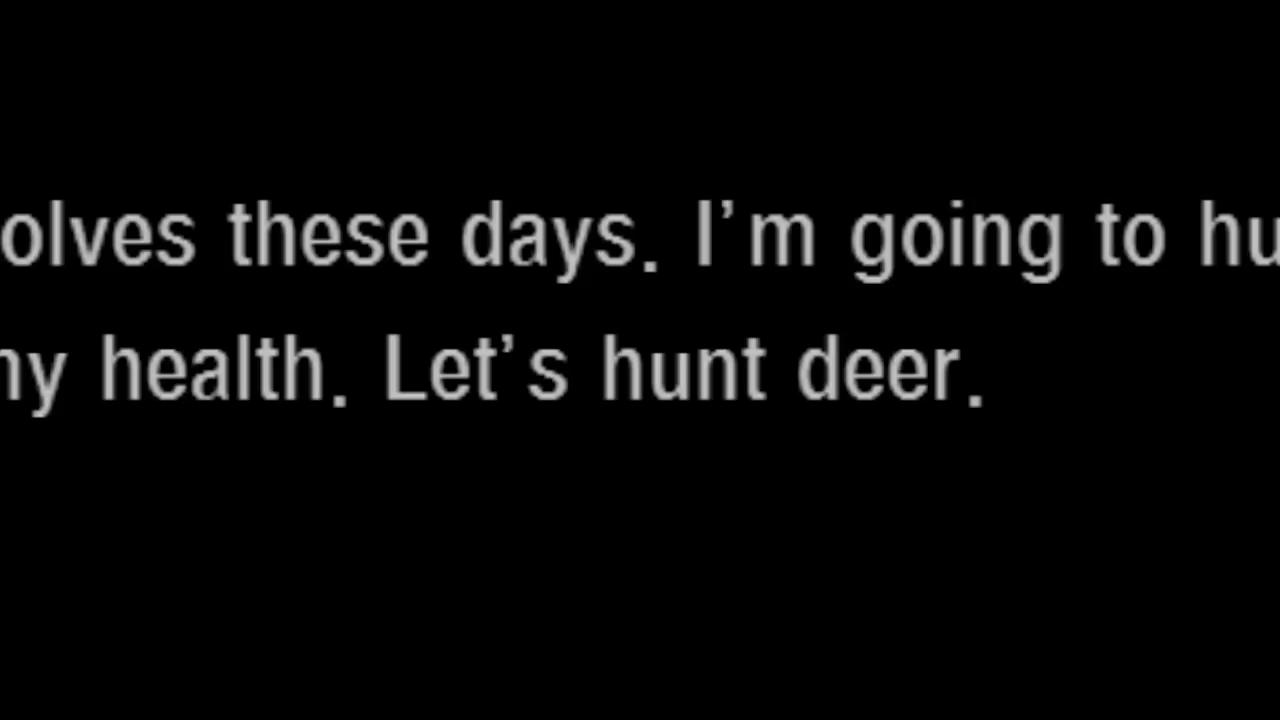 olves these days. I'm going to hu
ny health. Let's hunt deer.